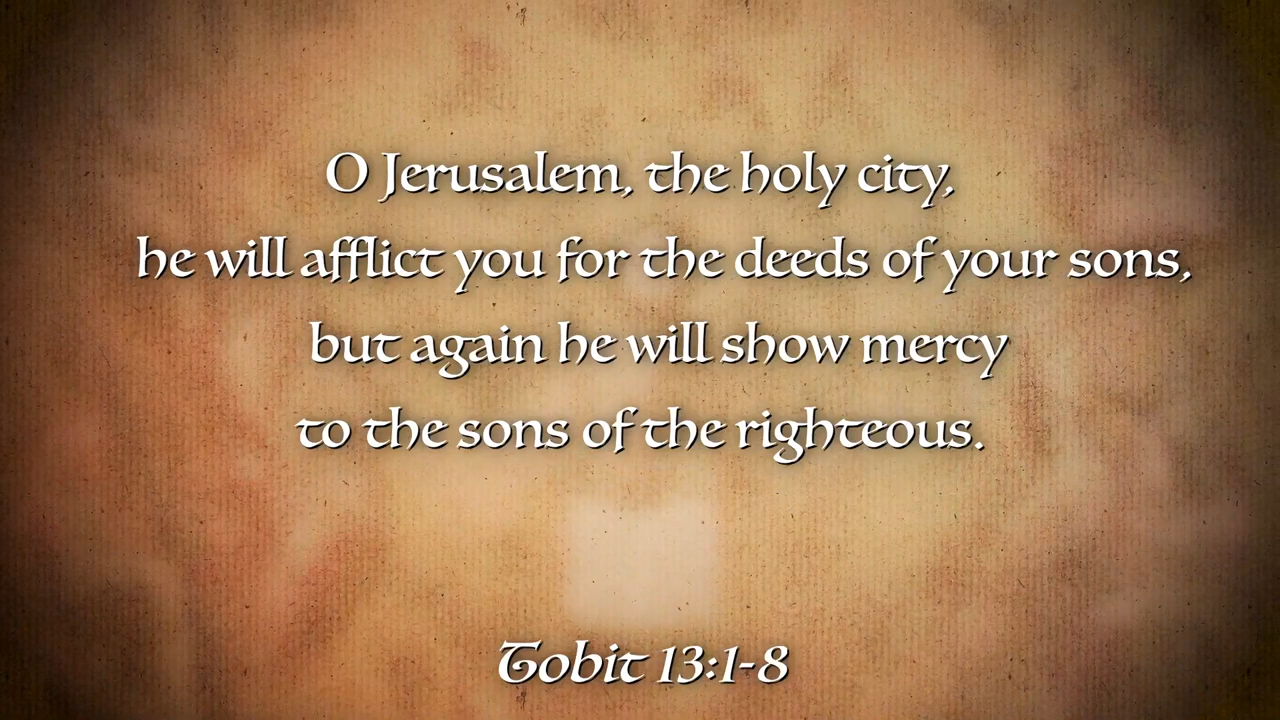 O Jerusalem, the holy city,
he will afflict you for the deeds of your sons,
but again he will show mercy
to the sons of the righteous.
Tobit 13:1-8